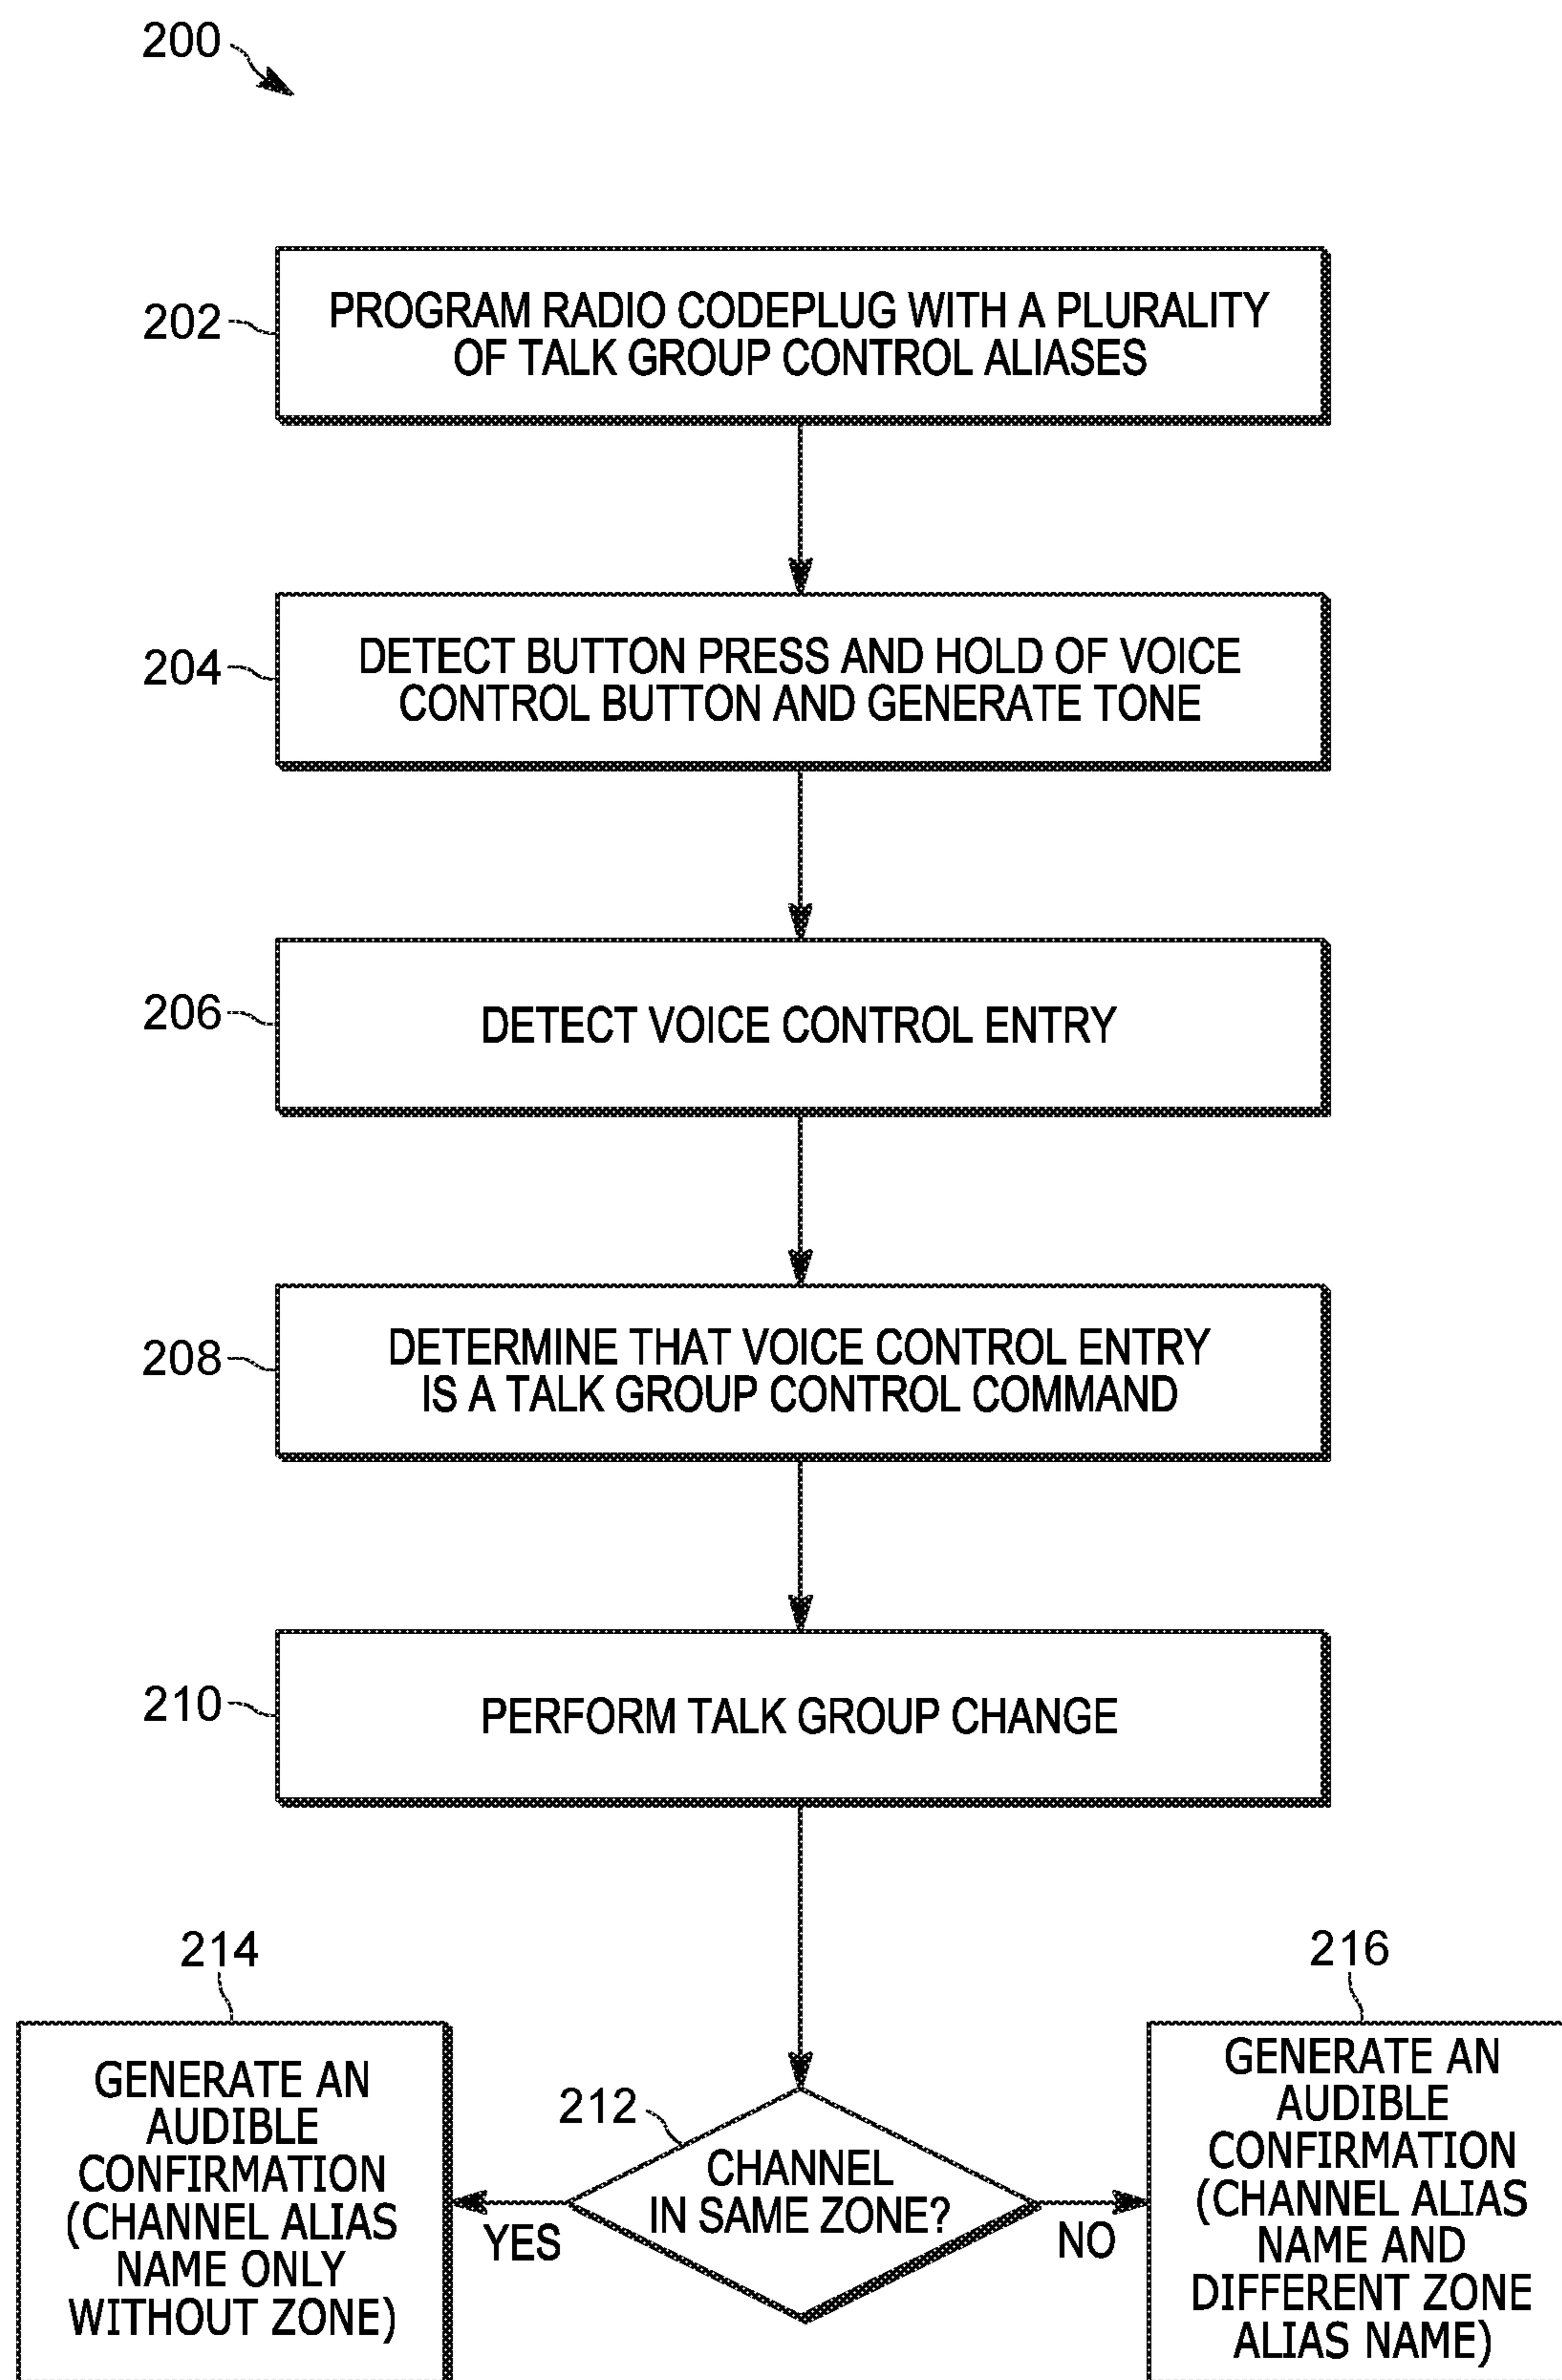 200
202
PROGRAM RADIO CODEPLUG WITH A PLURALITY
OF TALK GROUP CONTROL ALIASES
204
DETECT BUTTON PRESS AND HOLD OF VOICE
CONTROL BUTTON AND GENERATE TONE
206
DETECT VOICE CONTROL ENTRY
208
DETERMINE THAT VOICE CONTROL ENTRY
IS A TALK GROUP CONTROL COMMAND
210
PERFORM TALK GROUP CHANGE
214
GENERATE AN
AUDIBLE
CONFIRMATION
(CHANNEL ALIAS
NAME ONLY
WITHOUT ZONE)
212
CHANNEL
IN SAME ZONE?
YES
NO
216
GENERATE AN
AUDIBLE
CONFIRMATION
(CHANNEL ALIAS
NAME AND
DIFFERENT ZONE
ALIAS NAME)